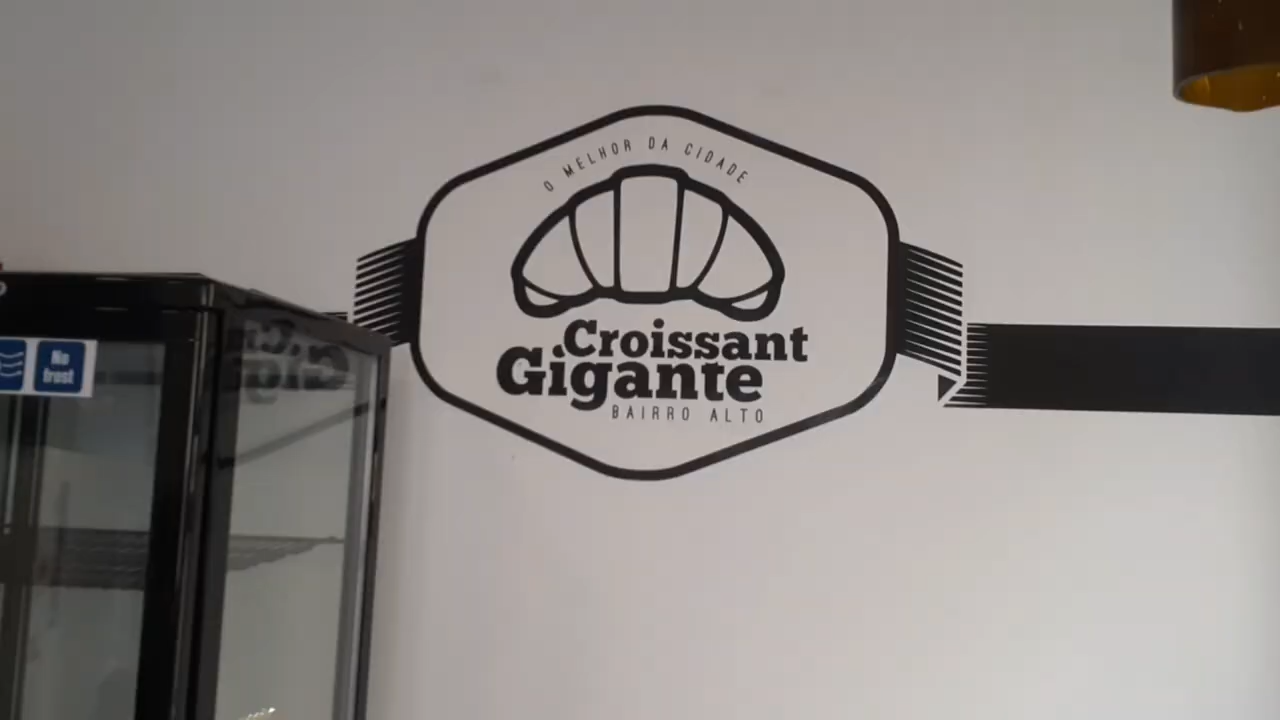 O MELHOR DA CIDADE
Croissant
Gigante
BAIRRO ALTO
No
frost